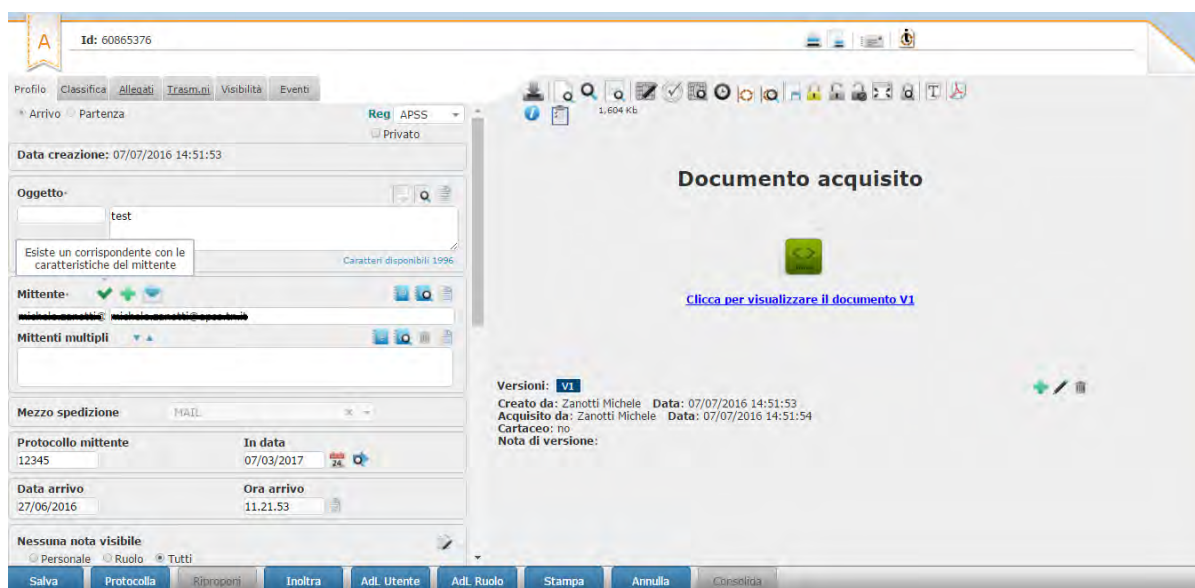 A
Id: 60865376
Profilo Classifica Allegati Trasm.ni Visibilità Eventi
Arrivo Partenza
Reg APSS
Privato
1,604 Kb
Data creazione: 07/07/2016 14:51:53
Documento acquisito
Oggetto*
test
Esiste un corrispondente con le
caratteristiche del mittente
Caratteri disponibili 1996
Mittente*
Clicca per visualizzare il documento V1
Mittenti multipli
Versioni: V1
Creato da: Zanotti Michele Data: 07/07/2016 14:51:53
Acquisito da: Zanotti Michele Data: 07/07/2016 14:51:54
Cartaceo: no
Nota di versione:
Mezzo spedizione MAIL
Protocollo mittente In data
12345 07/03/2017 24
Data arrivo Ora arrivo
27/06/2016 11.21.53
Nessuna nota visibile
Personale Ruolo Tutti
Salva Protocolla Riproponi Inoltra AdL Utente AdL Ruolo Stampa Annulla Consolida